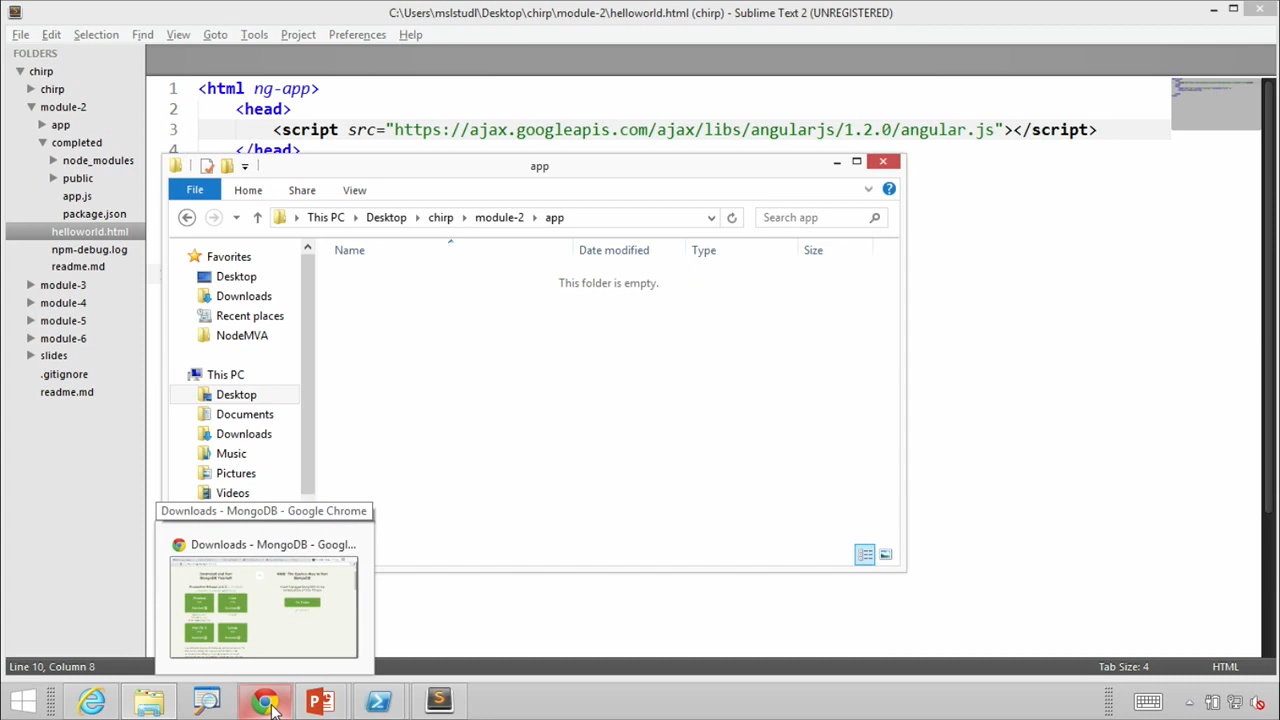 C:\Users\mslstudl\Desktop\chirp\module-2\helloworld.html (chirp) - Sublime Text 2 (UNREGISTERED)
File Edit Selection Find View Goto Tools Project Preferences Help
FOLDERS
chirp
chirp
module-2
app
completed
node_modules
public
app.js
package.json
helloworld.html
npm-debug.log
readme.md
module-3
module-4
module-5
module-6
slides
.gitignore
readme.md
1 <html ng-app>
2 <head>
3 <script src="https://ajax.googleapis.com/ajax/libs/angularjs/1.2.0/angular.js"></script>
4 </head>
app
File Home Share View
This PC Desktop chirp module-2 app
Search app
Name Date modified Type Size
This folder is empty.
Favorites
Desktop
Downloads
Recent places
NodeMVA
This PC
Desktop
Documents
Downloads
Music
Pictures
Videos
Downloads - MongoDB - Google Chrome
Downloads - MongoDB - Googl...
Line 10, Column 8
Tab Size: 4
HTML